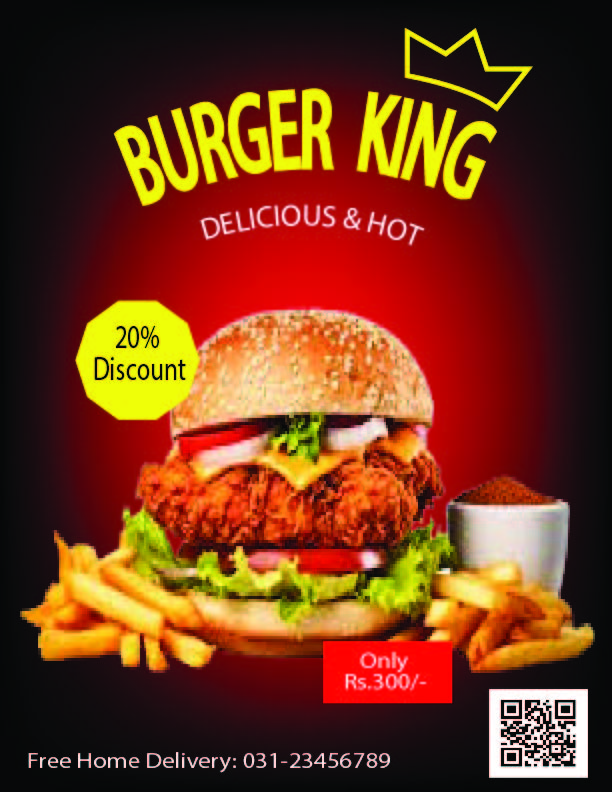 BURGER KING
DELICIOUS & HOT
20%
Discount
Only
Rs.300/-
Free Home Delivery: 031-23456789